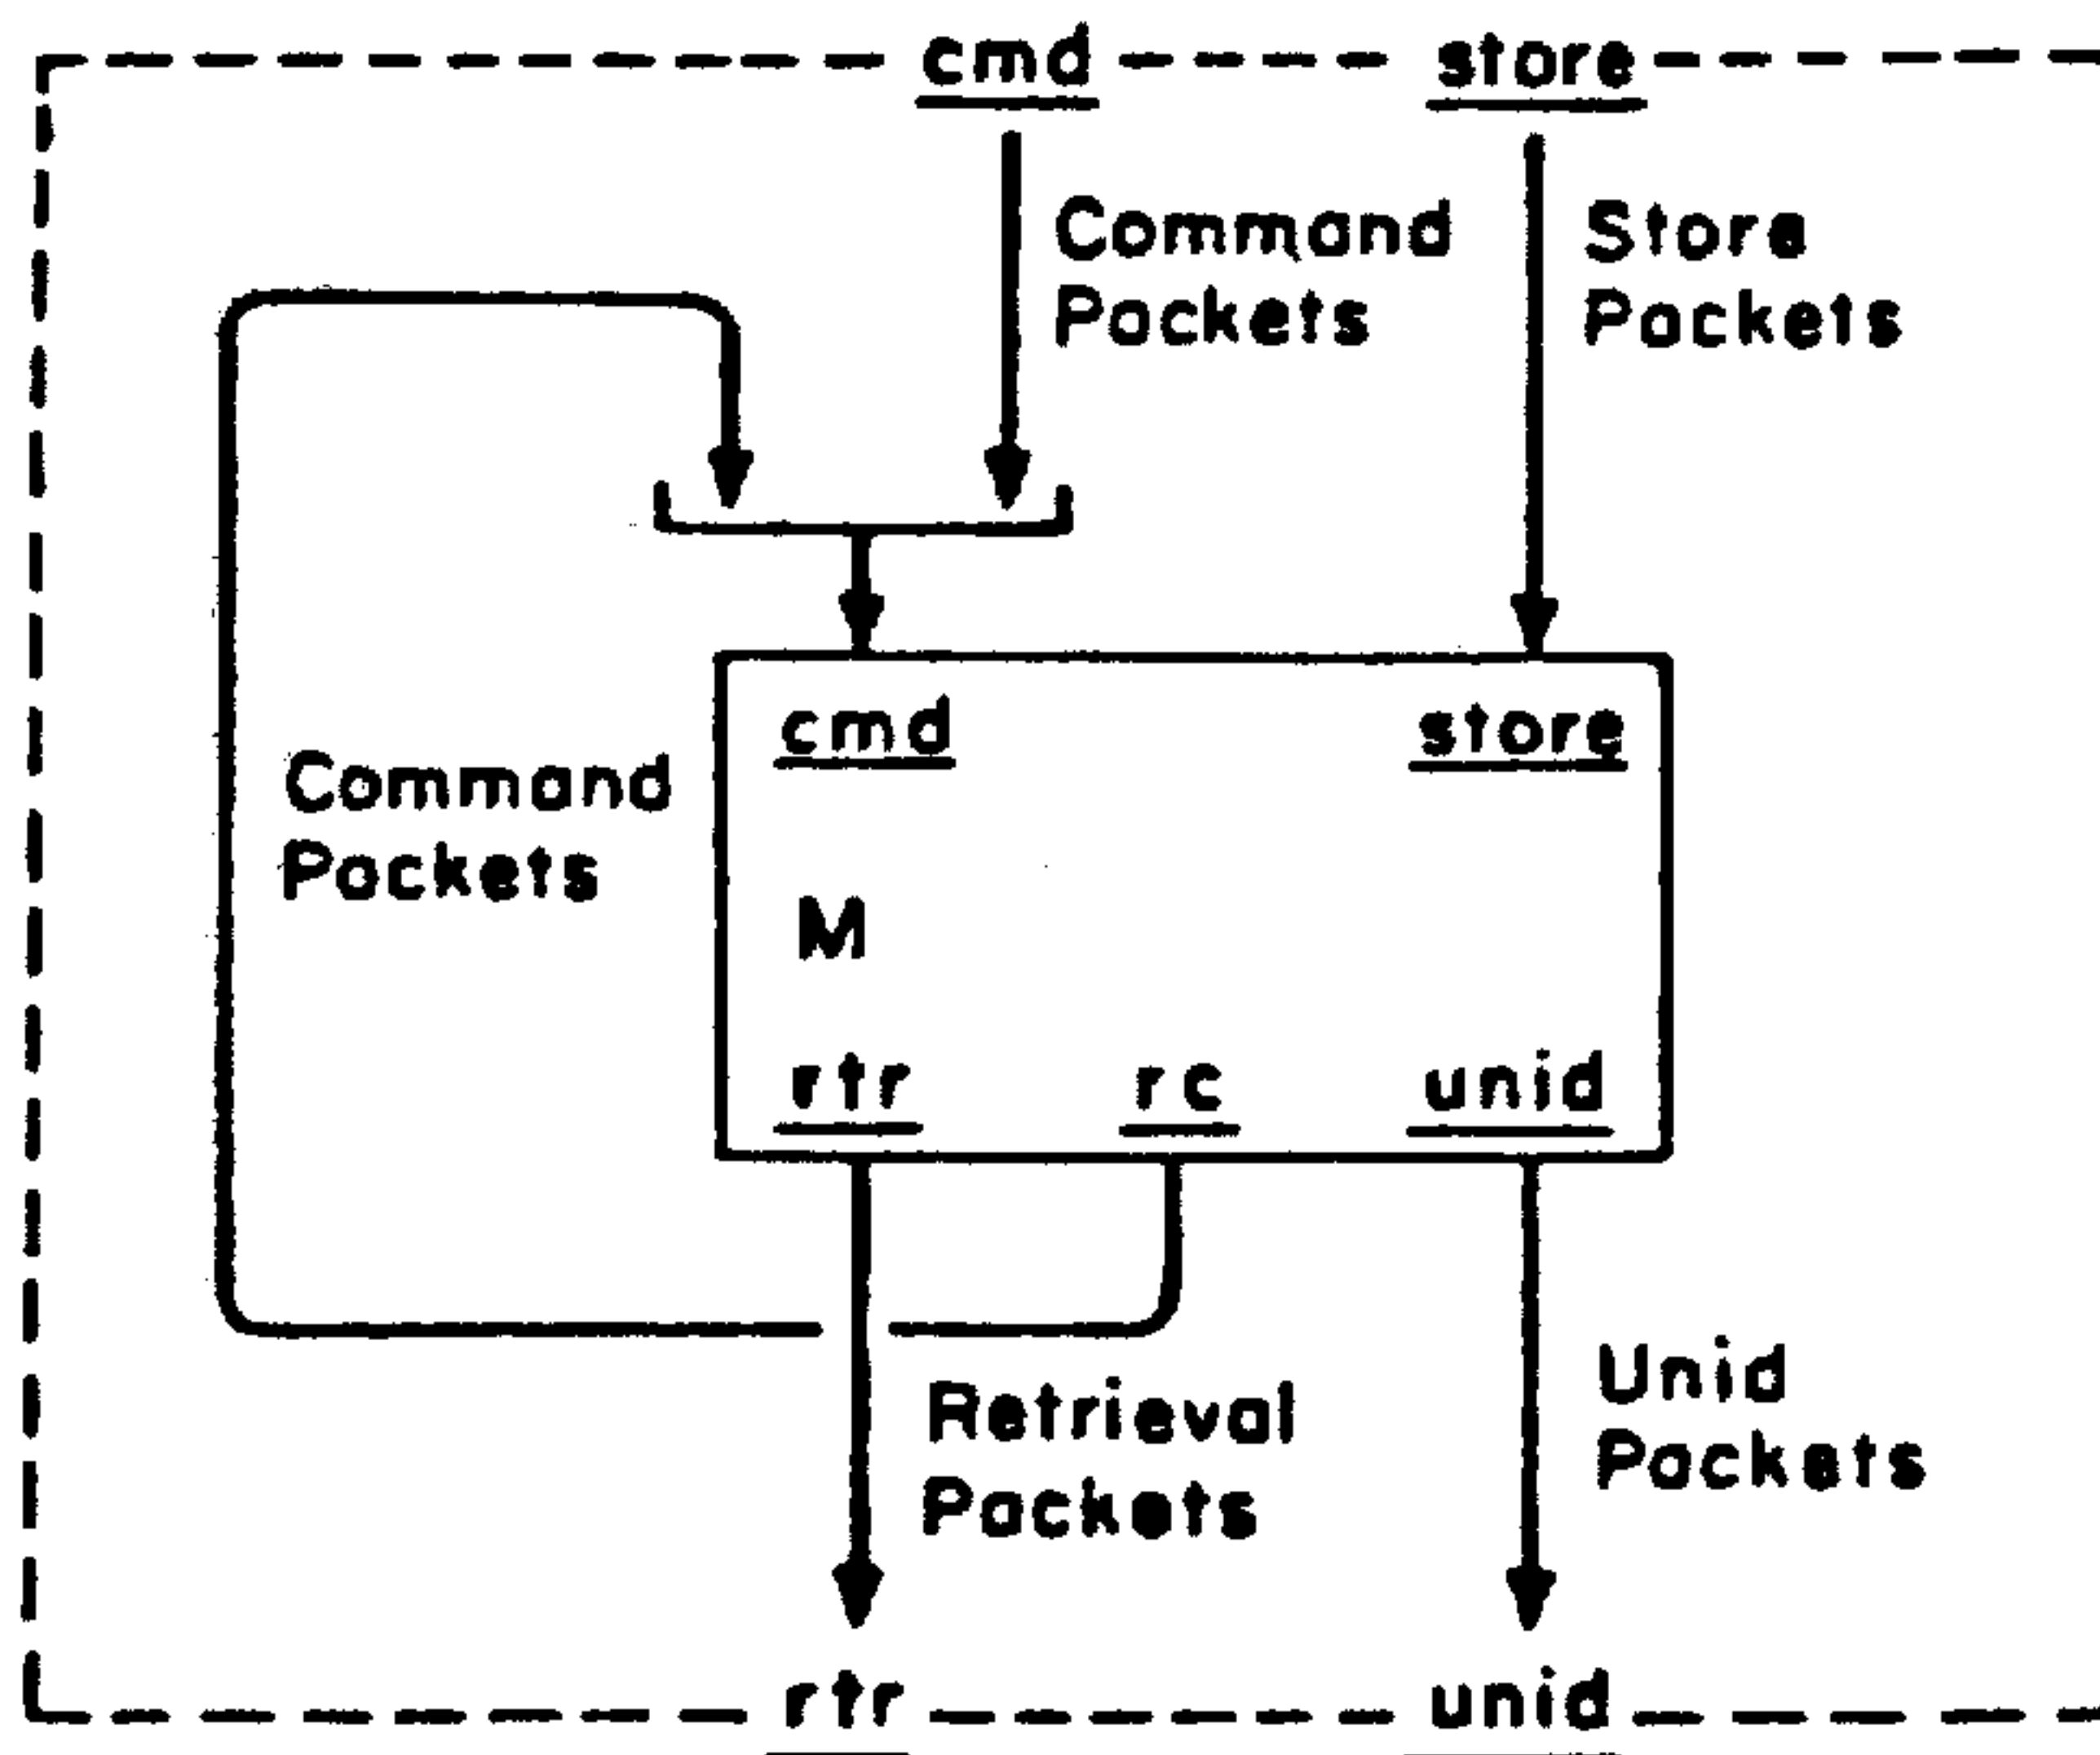 cmd store
Command
Packets
Store
Packets
cmd store
Command
Packets
M
rtr rc unid
Retrieval
Packets
Unid
Packets
rtr unid